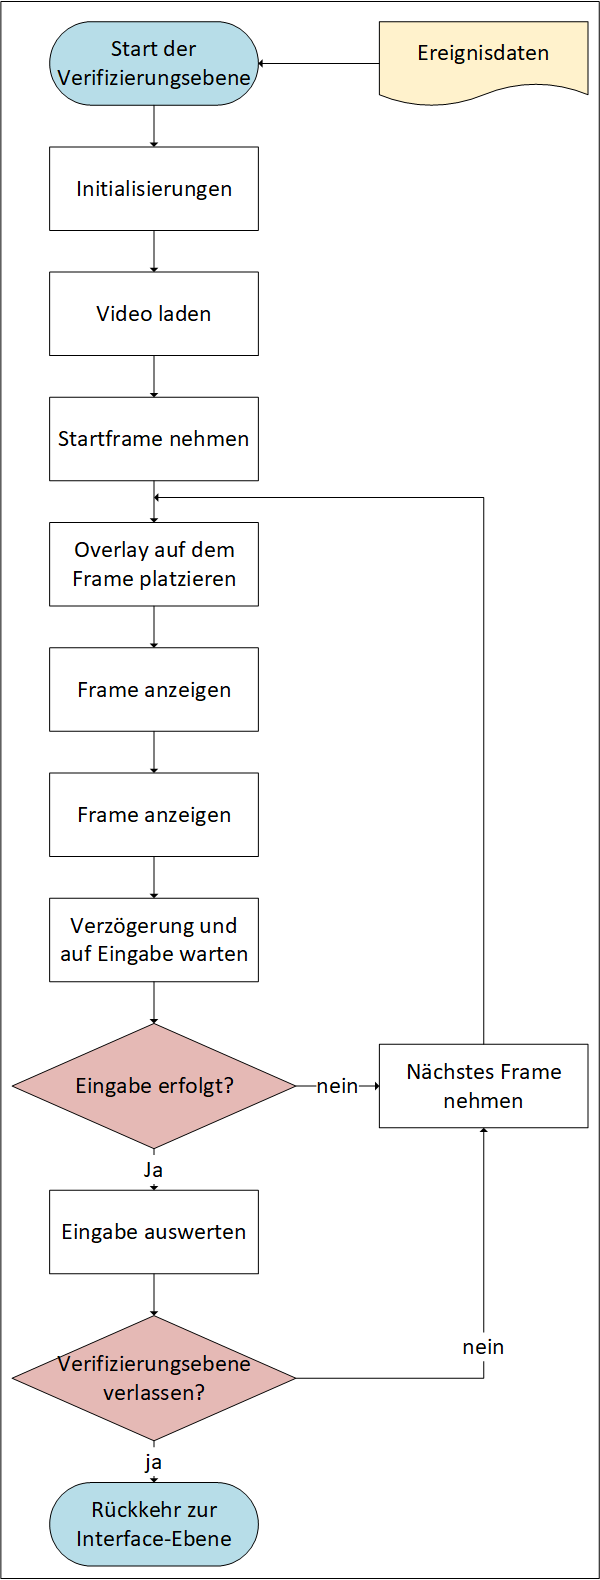 Start der
Verifizierungsebene
Ereignisdaten
Initialisierungen
Video laden
Startframe nehmen
Overlay auf dem
Frame platzieren
Frame anzeigen
Frame anzeigen
Verzögerung und
auf Eingabe warten
Eingabe erfolgt?
nein
Nächstes Frame
nehmen
Ja
Eingabe auswerten
Verifizierungsebene
verlassen?
nein
ja
Rückkehr zur
Interface-Ebene